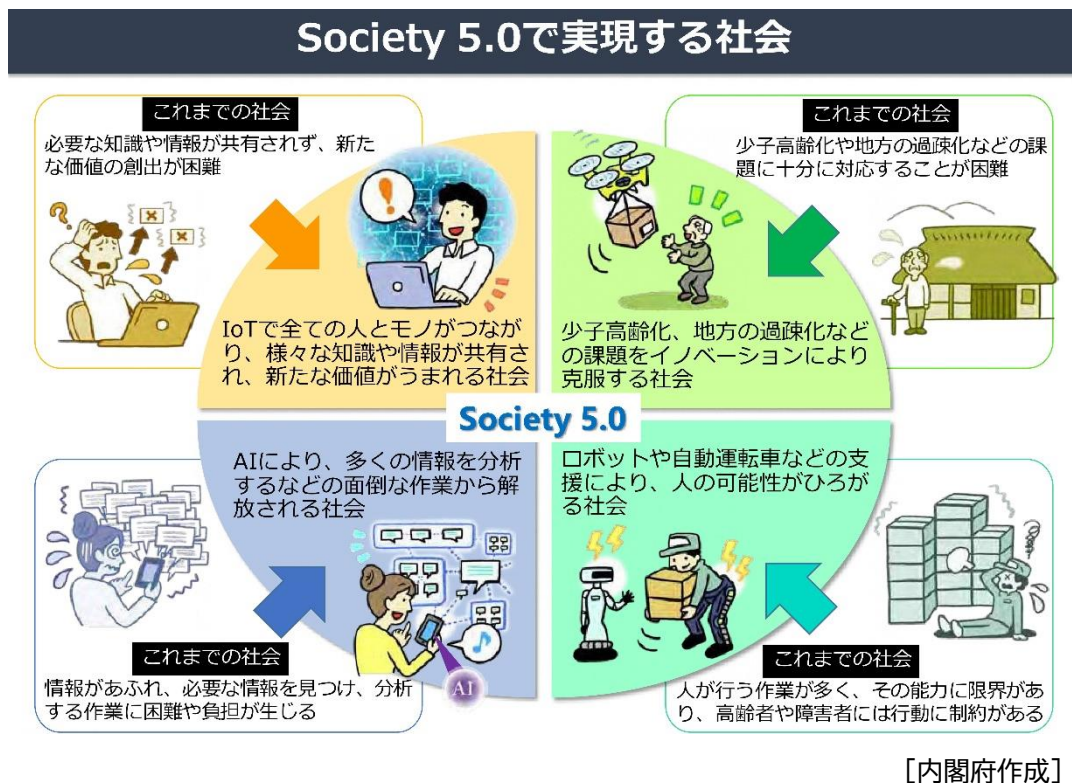 Society 5.0で実現する社会
これまでの社会
必要な知識や情報が共有されず、新た
な価値の創出が困難
これまでの社会
少子高齢化や地方の過疎化などの課
題に十分に対応することが困難
IoTで全ての人とモノがつなが
り、様々な知識や情報が共有さ
れ、新たな価値がうまれる社会
少子高齢化、地方の過疎化など
の課題をイノベーションにより
克服する社会
Society 5.0
AIにより、多くの情報を分析
するなどの面倒な作業から解
放される社会
ロボットや自動運転車などの支
援により、人の可能性がひろが
る社会
AI
これまでの社会
情報があふれ、必要な情報を見つけ、分析
する作業に困難や負担が生じる
これまでの社会
人が行う作業が多く、その能力に限界があ
り、高齢者や障害者には行動に制約がある
[内閣府作成]